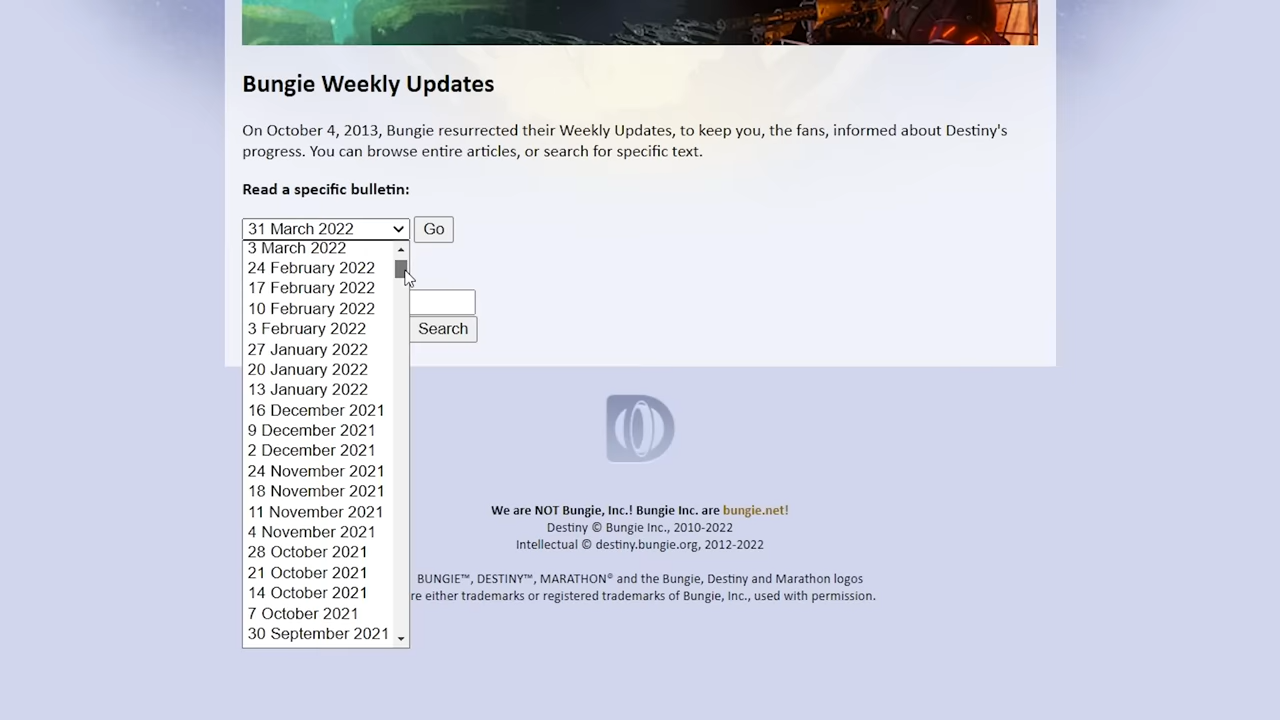 Bungie Weekly Updates
On October 4, 2013, Bungie resurrected their Weekly Updates, to keep you, the fans, informed about Destiny's
progress. You can browse entire articles, or search for specific text.
Read a specific bulletin:
31 March 2022 Go
3 March 2022
24 February 2022
17 February 2022
10 February 2022
3 February 2022
Search
27 January 2022
20 January 2022
13 January 2022
16 December 2021
9 December 2021
2 December 2021
24 November 2021
18 November 2021
11 November 2021
4 November 2021
28 October 2021
21 October 2021
14 October 2021
7 October 2021
30 September 2021
We are NOT Bungie, Inc.! Bungie Inc. are bungie.net!
Destiny © Bungie Inc., 2010-2022
Intellectual © destiny.bungie.org, 2012-2022
BUNGIE™, DESTINY™, MARATHON® and the Bungie, Destiny and Marathon logos
re either trademarks or registered trademarks of Bungie, Inc., used with permission.